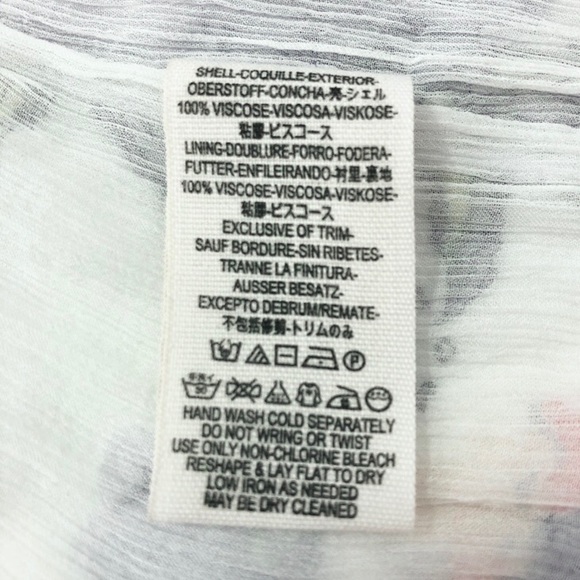 SHELL-COQUILLE-EXTERIOR-
OBERSTOFF-CONCHA-売-シェル
100% VISCOSE-VISCOSA-VISKOSE-
粘膠-ビスコース
LINING-DOUBLURE-FORRO-FODERA-
FUTTER-ENFILEIRANDO-衬里-裏地
100% VISCOSE-VISCOSA-VISKOSE-
粘膠-ビスコース
EXCLUSIVE OF TRIM-
SAUF BORDURE-SIN RIBETES-
TRANNE LA FINITURA-
AUSSER BESATZ-
EXCEPTO DEBRUM/REMATE-
不包括修剪-トリムのみ
P
HAND WASH COLD SEPARATELY
DO NOT WRING OR TWIST
USE ONLY NON-CHLORINE BLEACH
RESHAPE & LAY FLAT TO DRY
LOW IRON AS NEEDED
MAY BE DRY CLEANED